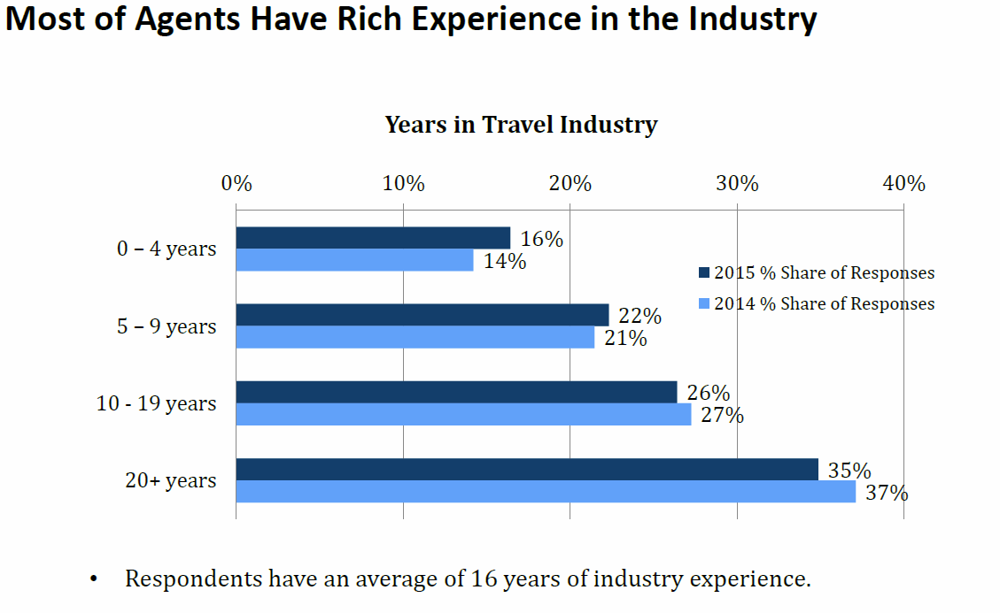 Most of Agents Have Rich Experience in the Industry
Years in Travel Industry
0% 10% 20% 30% 40%
0 – 4 years 16%
14%
2015 % Share of Responses
2014 % Share of Responses
5 – 9 years 22%
21%
10 - 19 years 26%
27%
20+ years 35%
37%
• Respondents have an average of 16 years of industry experience.